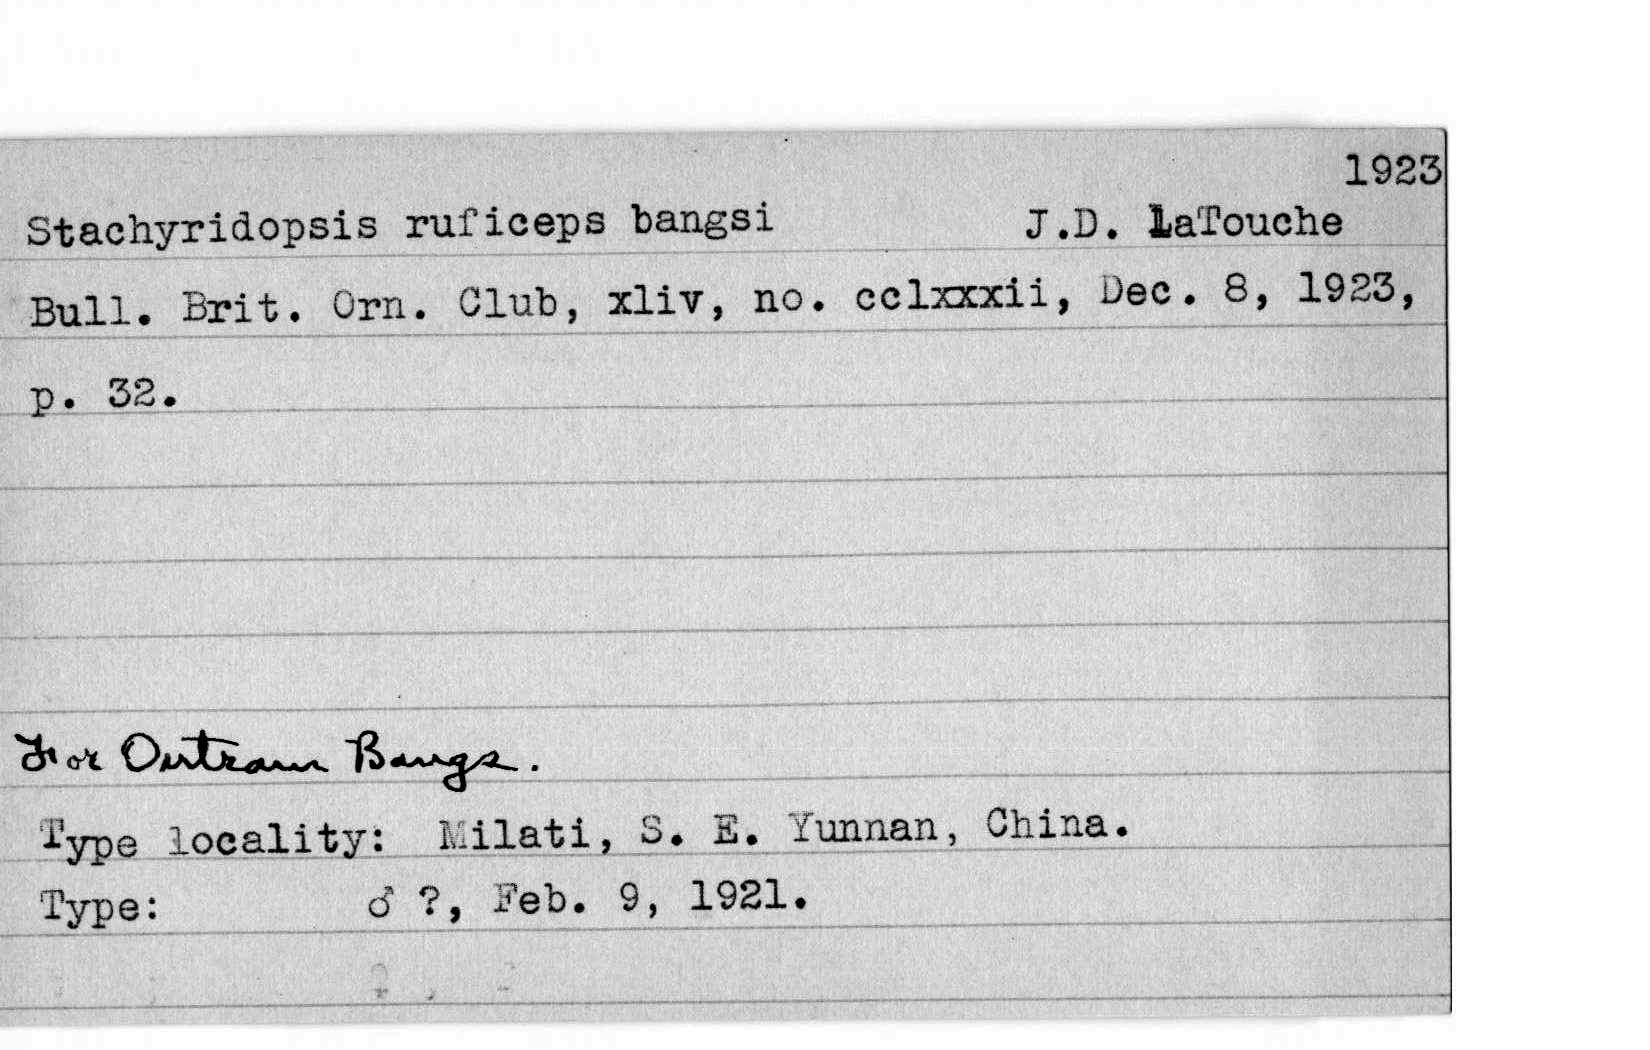 1923
Stachyridopsis ruficeps bangsi J.D. LaTouche
Bull. Brit. Orn. Club, xliv, no. cclxxxii, Dec. 8, 1923,
p. 32.
For Outram Bangs.
Type locality: Milati, S. E. Yunnan, China.
Type: ♂ ?, Feb. 9, 1921.